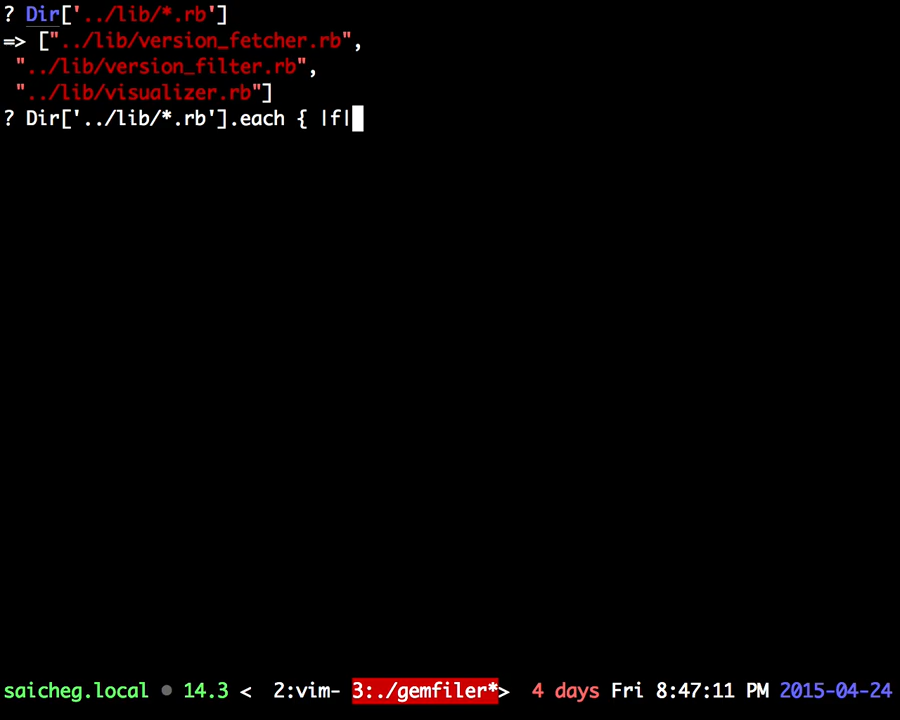 ? Dir['../lib/*.rb']
=> ["../lib/version_fetcher.rb",
"../lib/version_filter.rb",
"../lib/visualizer.rb"]
? Dir['../lib/*.rb'].each { |f|
saicheg.local ● 14.3 < 2:vim- 3:./gemfiler*> 4 days Fri 8:47:11 PM 2015-04-24